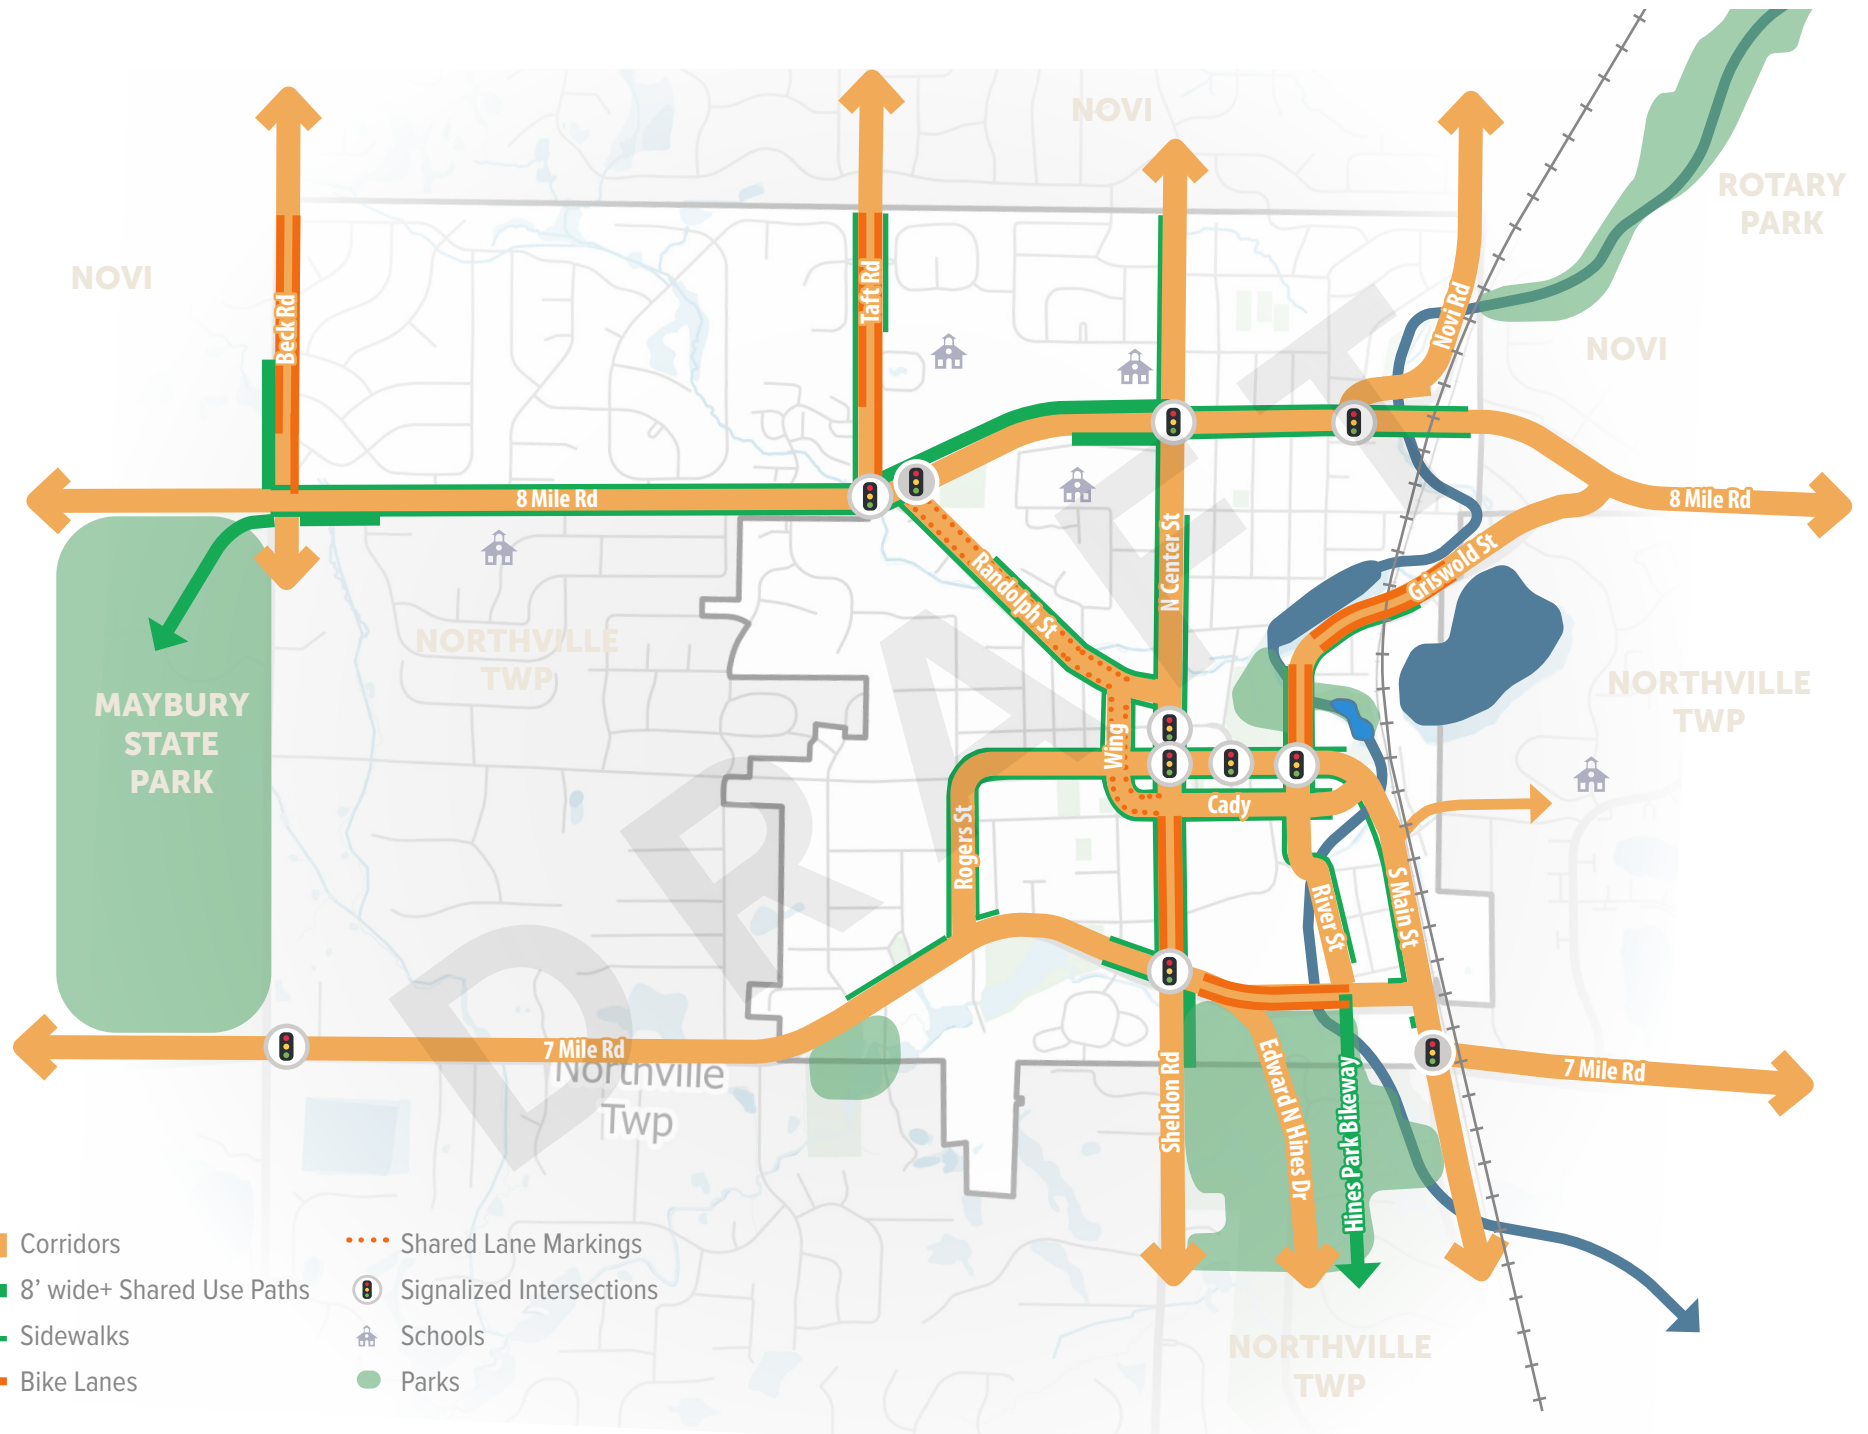 NOVI
ROTARY
PARK
NOVI
Taft Rd
Beck Rd
Novi Rd
NOVI
8 Mile Rd
8 Mile Rd
N Center St
Griswold St
Randolph St
NORTHVILLE
TWP
NORTHVILLE
TWP
MAYBURY
STATE
PARK
Wing
Cady
Rogers St
S Main St
River St
DRAFT
7 Mile Rd
Northville
Twp
7 Mile Rd
Sheldon Rd
Edward N Hines Dr
Hines Park Bikeway
Corridors
8' wide+ Shared Use Paths
Sidewalks
Bike Lanes
Shared Lane Markings
Signalized Intersections
Schools
Parks
NORTHVILLE
TWP